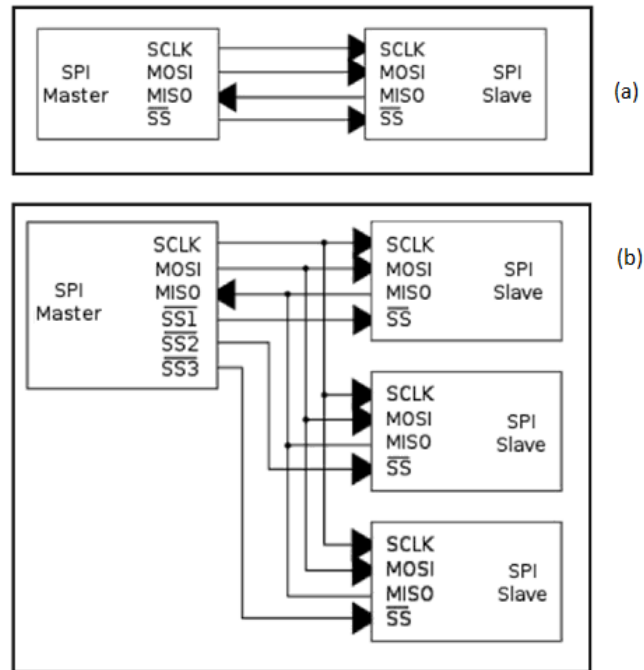 SPI Master
SCLK
MOSI
MISO
SS
SCLK
MOSI
MISO
SS
SPI Slave
(a)
SPI Master
SCLK
MOSI
MISO
SS1
SS2
SS3
SCLK
MOSI
MISO
SS
SPI Slave
(b)
SCLK
MOSI
MISO
SS
SPI Slave
SCLK
MOSI
MISO
SS
SPI Slave